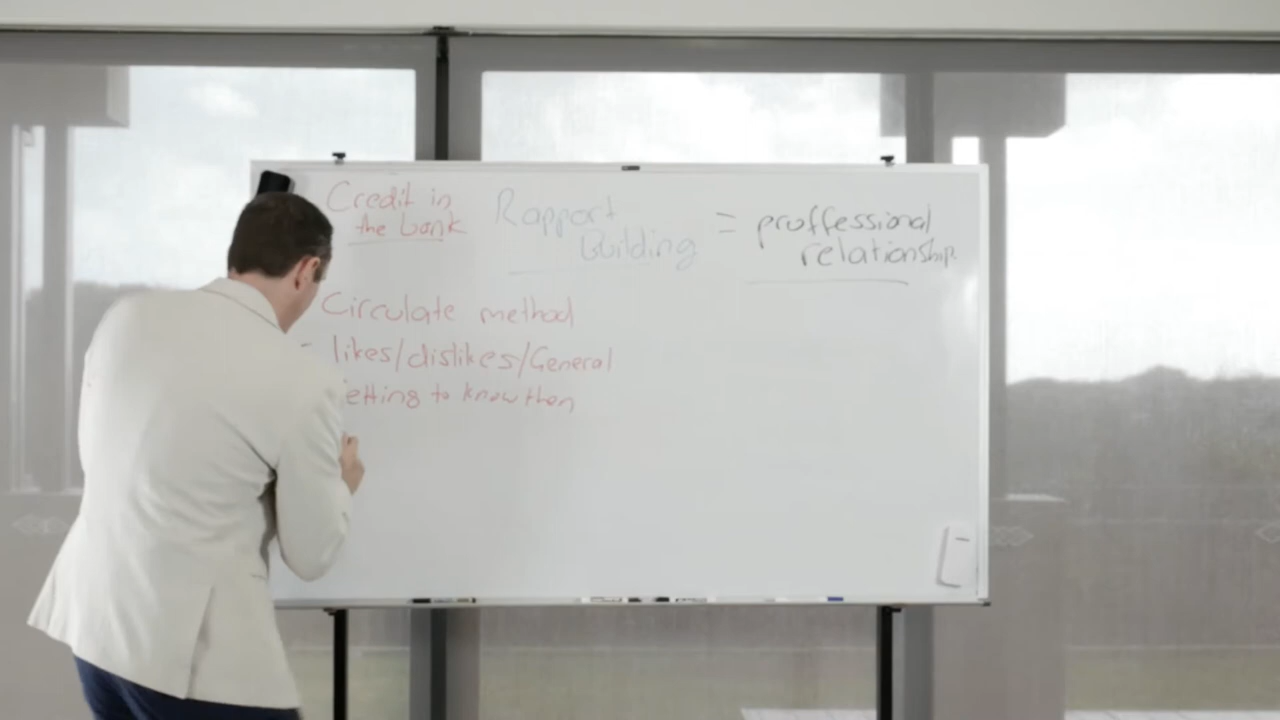 Credit in
the bank
Rapport
Building
= proffessional
relationship
Circulate method
- likes/dislikes/General
etting to know then